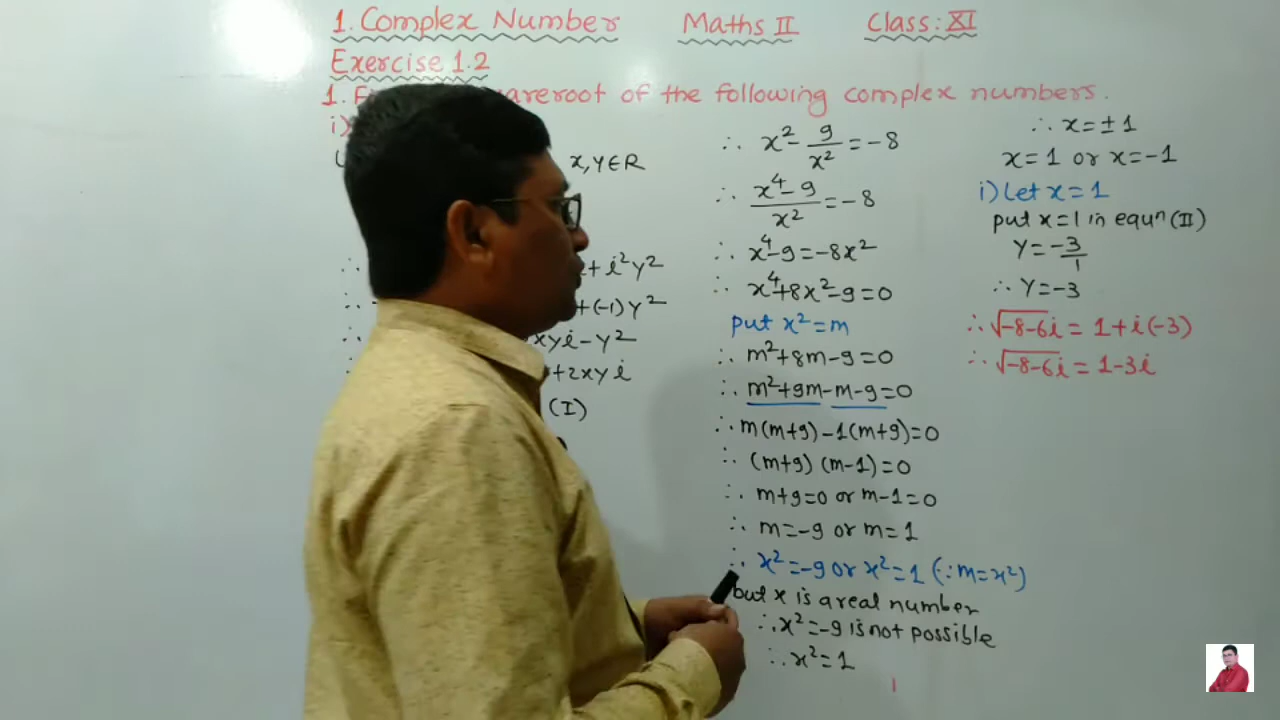 1. Complex Number Maths II Class: XI
Exercise 1.2
1. areroot of the following complex numbers.
i)
x, y∈R
+ i²y²
+(-1)y²
xyi-y²
+2xyi
(I)
∴ x² - 9/x² = -8
∴ x⁴-9/x² = -8
∴ x⁴-9=-8x²
∴ x⁴+8x²-9=0
put x²=m
∴ m²+8m-9=0
∴ m²+9m-m-9=0
∴ m(m+9)-1(m+9)=0
∴ (m+9) (m-1)=0
∴ m+9=0 or m-1=0
∴ m=-9 or m=1
∴ x²=-9 or x²=1 (∵m=x²)
but x is a real number
∴x²=-9 is not possible
∴x²=1
∴ x=±1
x=1 or x=-1
i) Let x=1
put x=1 in equn (II)
y=-3/1
∴ y=-3
∴ √-8-6i = 1+i(-3)
∴ √-8-6i = 1-3i